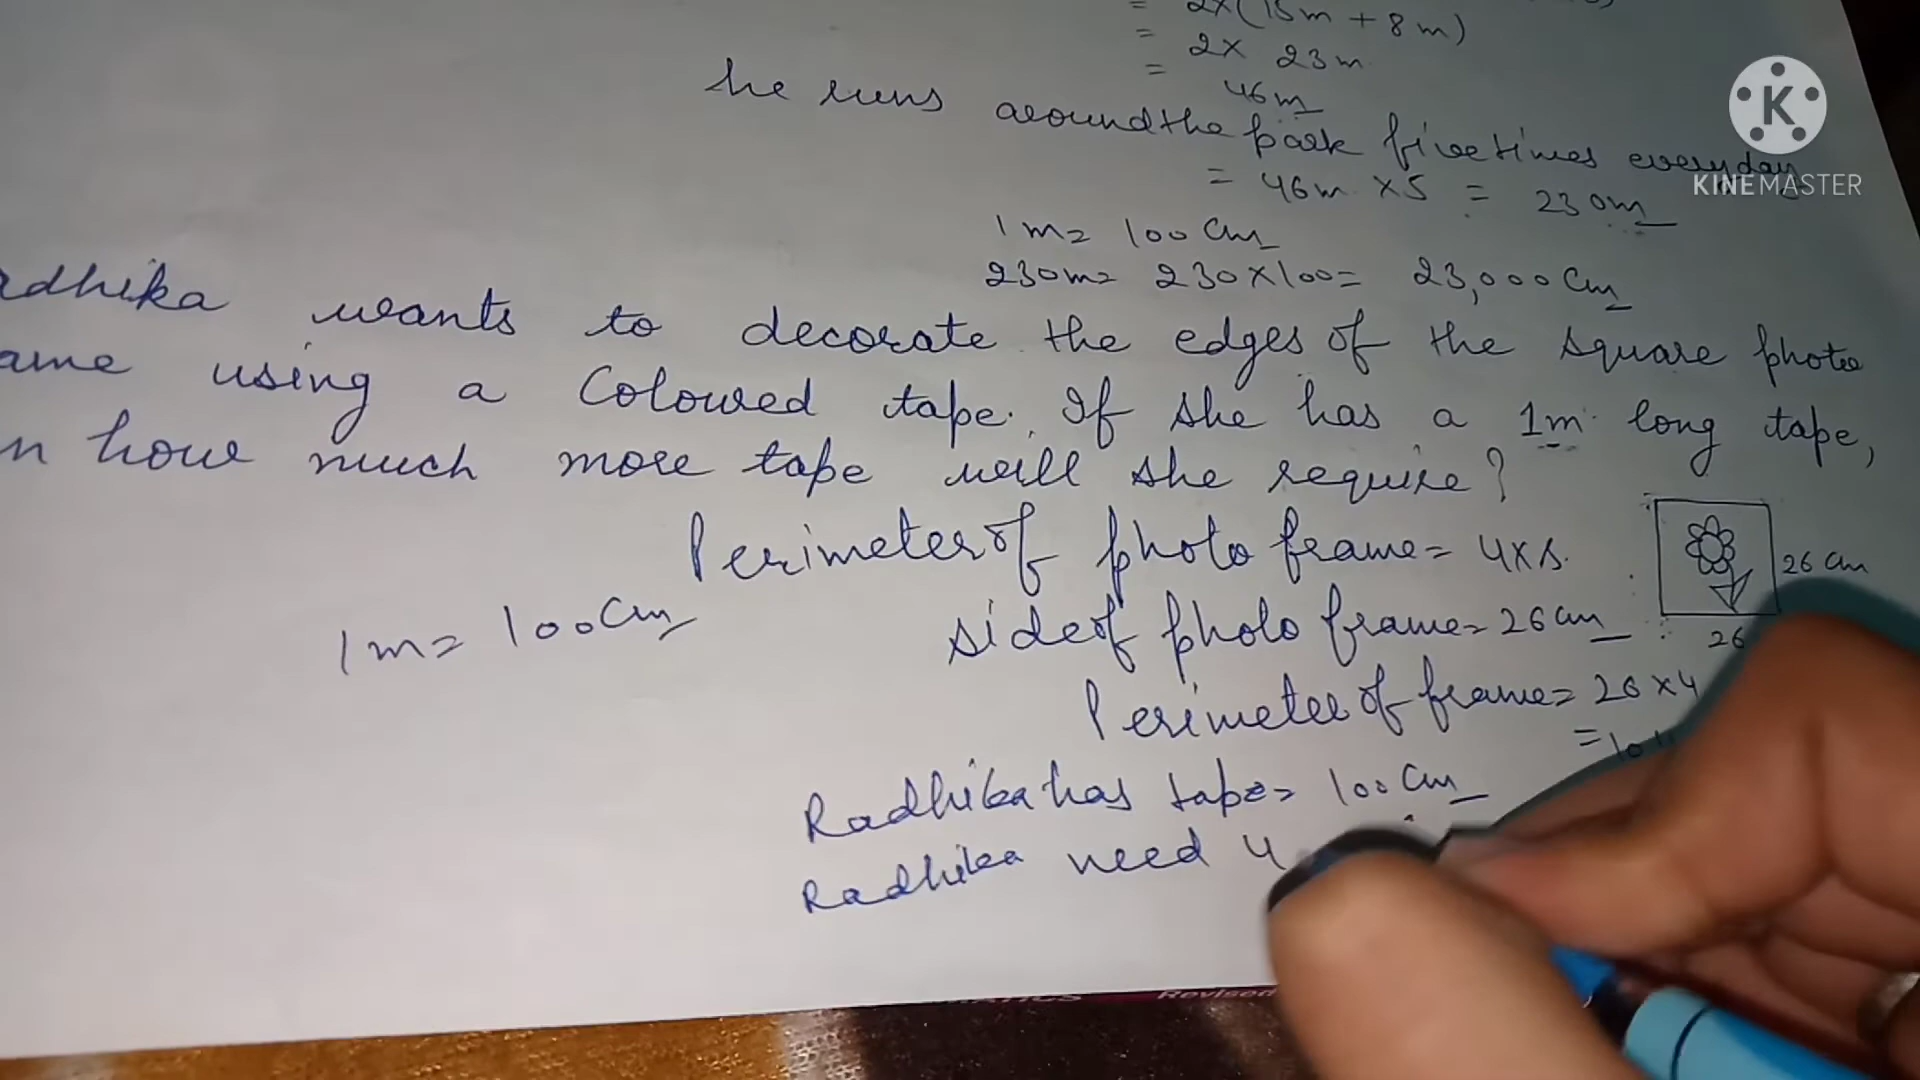 = 2x(15m + 8m)
= 2x 23m
= 46m
he runs around the park five times everyday
= 46m x5 = 230m
1m= 100 Cm
230m= 230x100= 23,000 Cm
wants to decorate the edges of the square photo
using a Coloured tape. If she has a 1m long tape,
how much more tape will she require?
Perimeter of photo frame= 4xs.
1m= 100Cm
side of photo frame= 26 cm
26 cm
26
Perimeter of frame= 26 x4
Radhika has tape= 100 Cm
Radhika need 4
K
KINEMASTER
Revised